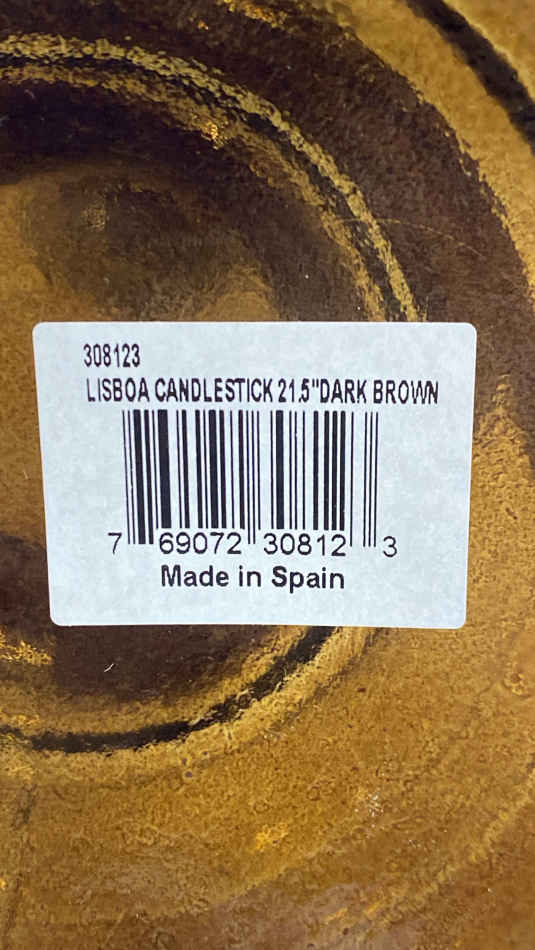 308123
LISBOA CANDLESTICK 21.5"DARK BROWN
7 69072 30812 3
Made in Spain